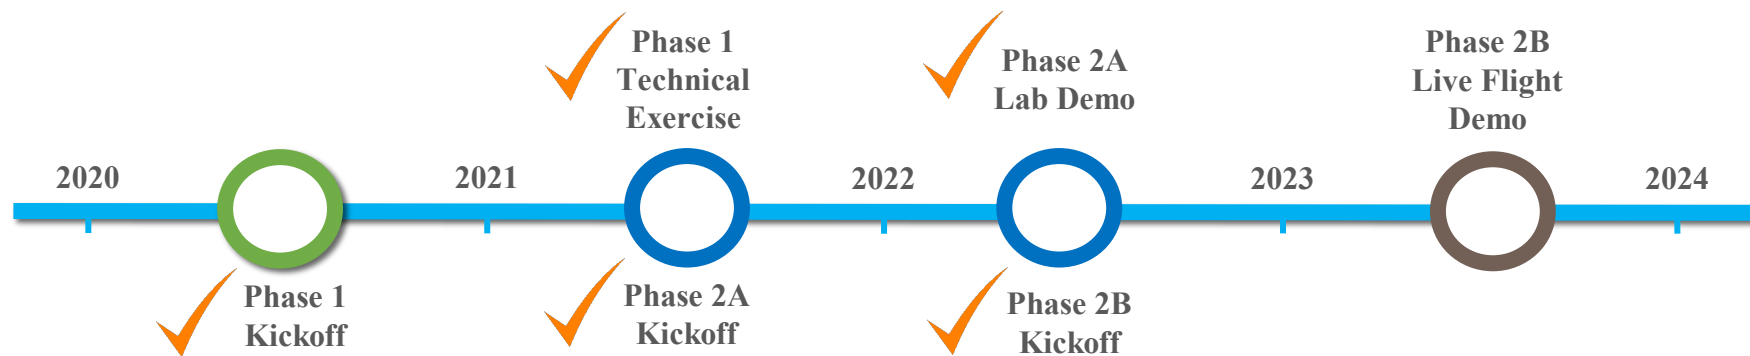 Phase 1
Technical
Exercise
Phase 2A
Lab Demo
Phase 2B
Live Flight
Demo
2020
2021
2022
2023
2024
Phase 1
Kickoff
Phase 2A
Kickoff
Phase 2B
Kickoff